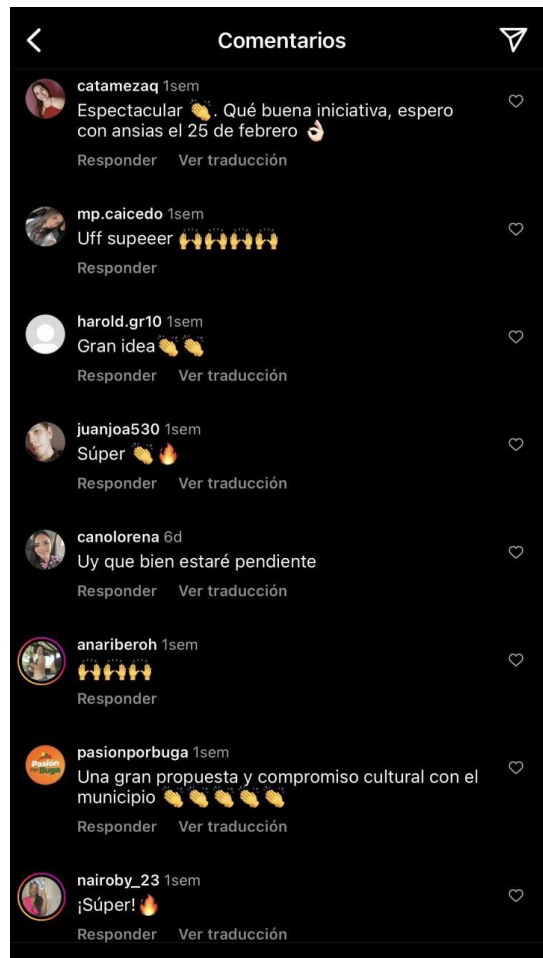 Comentarios
catamezaq 1sem
Espectacular 👏. Qué buena iniciativa, espero
con ansias el 25 de febrero 👌🏻
Responder Ver traducción
mp.caicedo 1sem
Uff supeeer 🙌🙌🙌🙌
Responder
harold.gr10 1sem
Gran idea👏👏
Responder Ver traducción
juanjoa530 1sem
Súper 👏🔥
Responder Ver traducción
canolorena 6d
Uy que bien estaré pendiente
Responder Ver traducción
anariberoh 1sem
🙌🙌🙌
Responder
Pasión
por Buga
pasionporbuga 1sem
Una gran propuesta y compromiso cultural con el
municipio 👏👏👏👏👏
Responder Ver traducción
nairoby_23 1sem
¡Súper!🔥
Responder Ver traducción